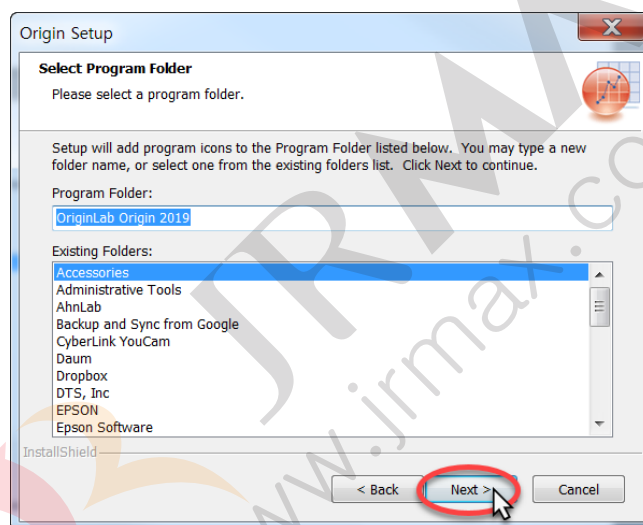 Origin Setup
Select Program Folder
Please select a program folder.
Setup will add program icons to the Program Folder listed below. You may type a new
folder name, or select one from the existing folders list. Click Next to continue.
Program Folder:
OriginLab Origin 2019
Existing Folders:
Accessories
Administrative Tools
AhnLab
Backup and Sync from Google
CyberLink YouCam
Daum
Dropbox
DTS, Inc
EPSON
Epson Software
InstallShield
< Back
Next >
Cancel
JRMA
www.jrmax.co